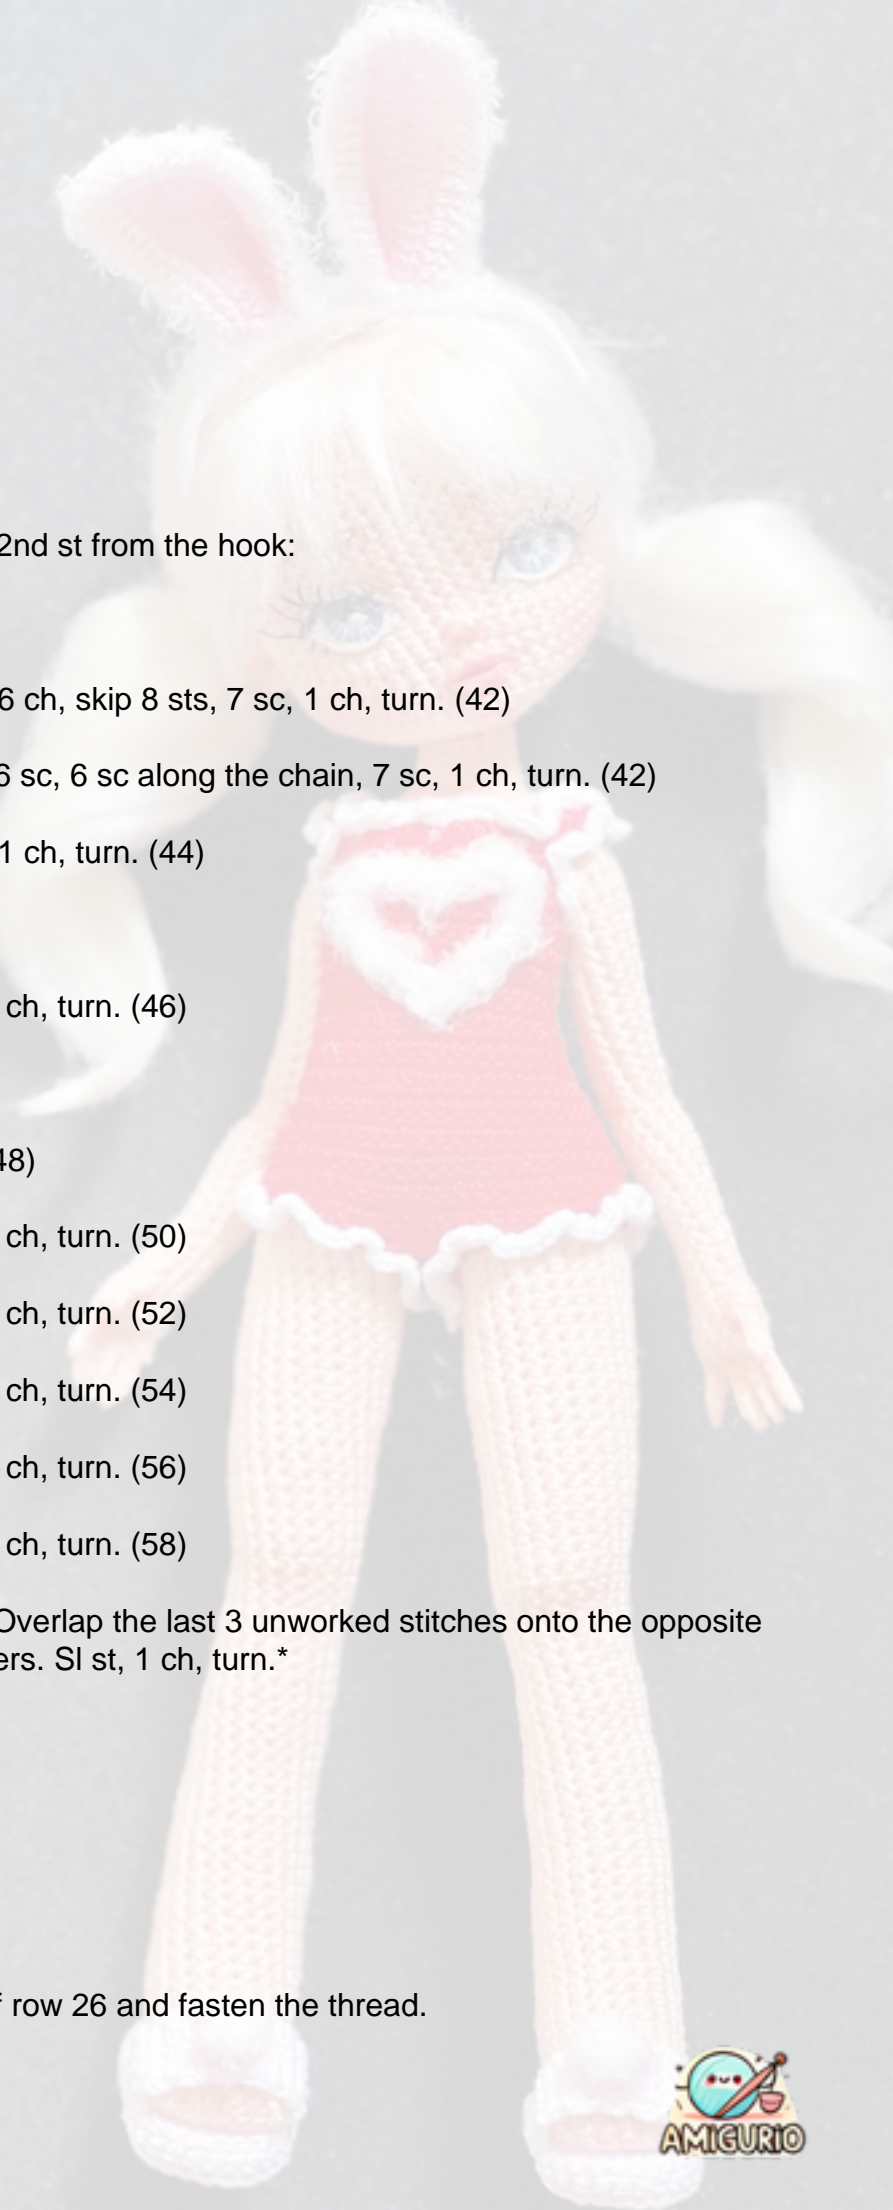 2nd st from the hook:
6 ch, skip 8 sts, 7 sc, 1 ch, turn. (42)
6 sc, 6 sc along the chain, 7 sc, 1 ch, turn. (42)
1 ch, turn. (44)
ch, turn. (46)
48)
ch, turn. (50)
ch, turn. (52)
ch, turn. (54)
ch, turn. (56)
ch, turn. (58)
Overlap the last 3 unworked stitches onto the opposite
ers. Sl st, 1 ch, turn.*
f row 26 and fasten the thread.
AMIGURIO